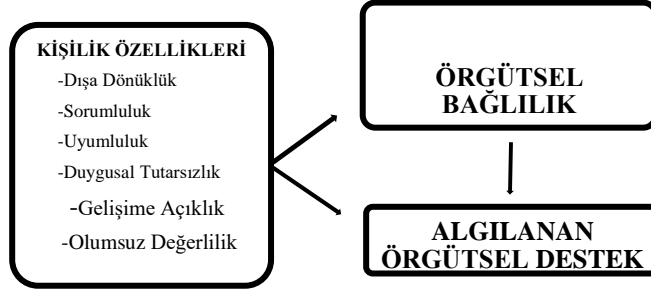 KİŞİLİK ÖZELLİKLERİ
-Dışa Dönüklük
-Sorumluluk
-Uyumluluk
-Duygusal Tutarsızlık
-Gelişime Açıklık
-Olumsuz Değerlilik
ÖRGÜTSEL
BAĞLILIK
ALGILANAN
ÖRGÜTSEL DESTEK